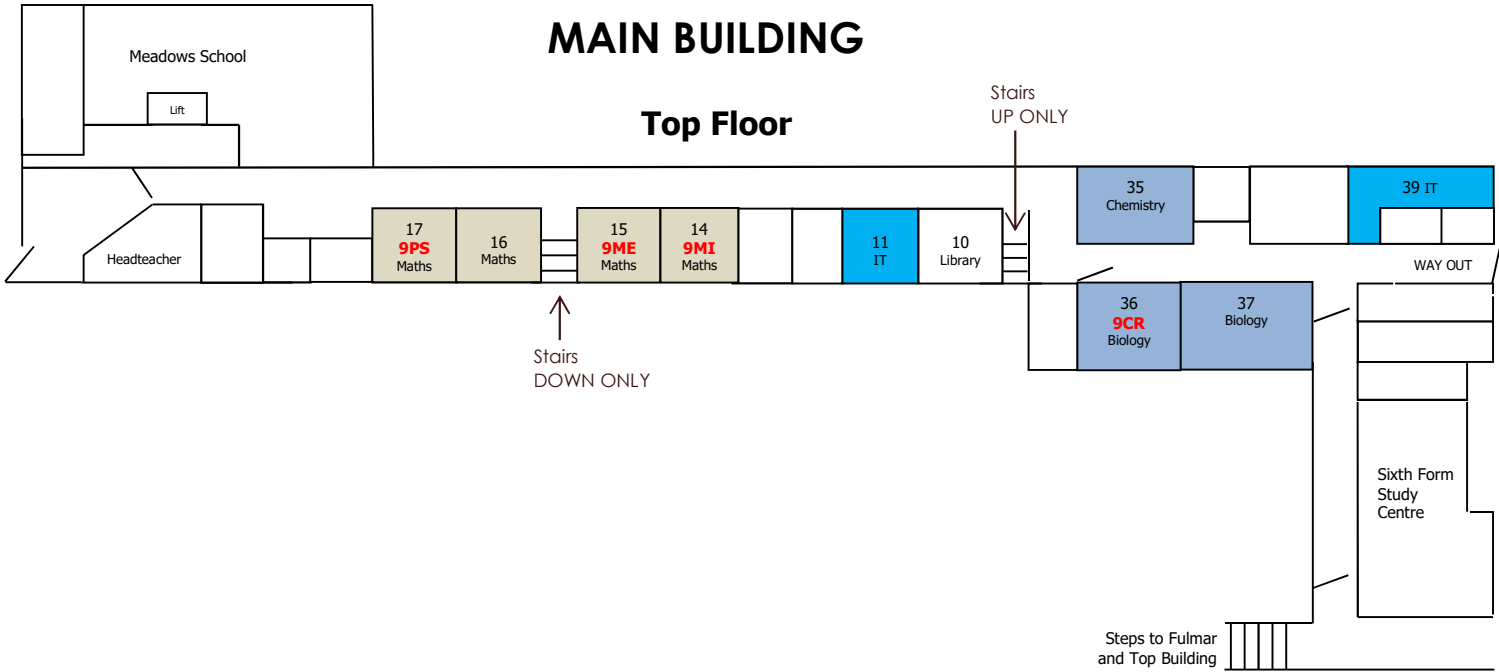 MAIN BUILDING
Top Floor
Meadows School
Lift
Stairs
UP ONLY
Headteacher
17
9PS
Maths
16
Maths
15
9ME
Maths
14
9MI
Maths
11
IT
10
Library
35
Chemistry
39 IT
WAY OUT
36
9CR
Biology
37
Biology
Stairs
DOWN ONLY
Sixth Form
Study
Centre
Steps to Fulmar
and Top Building